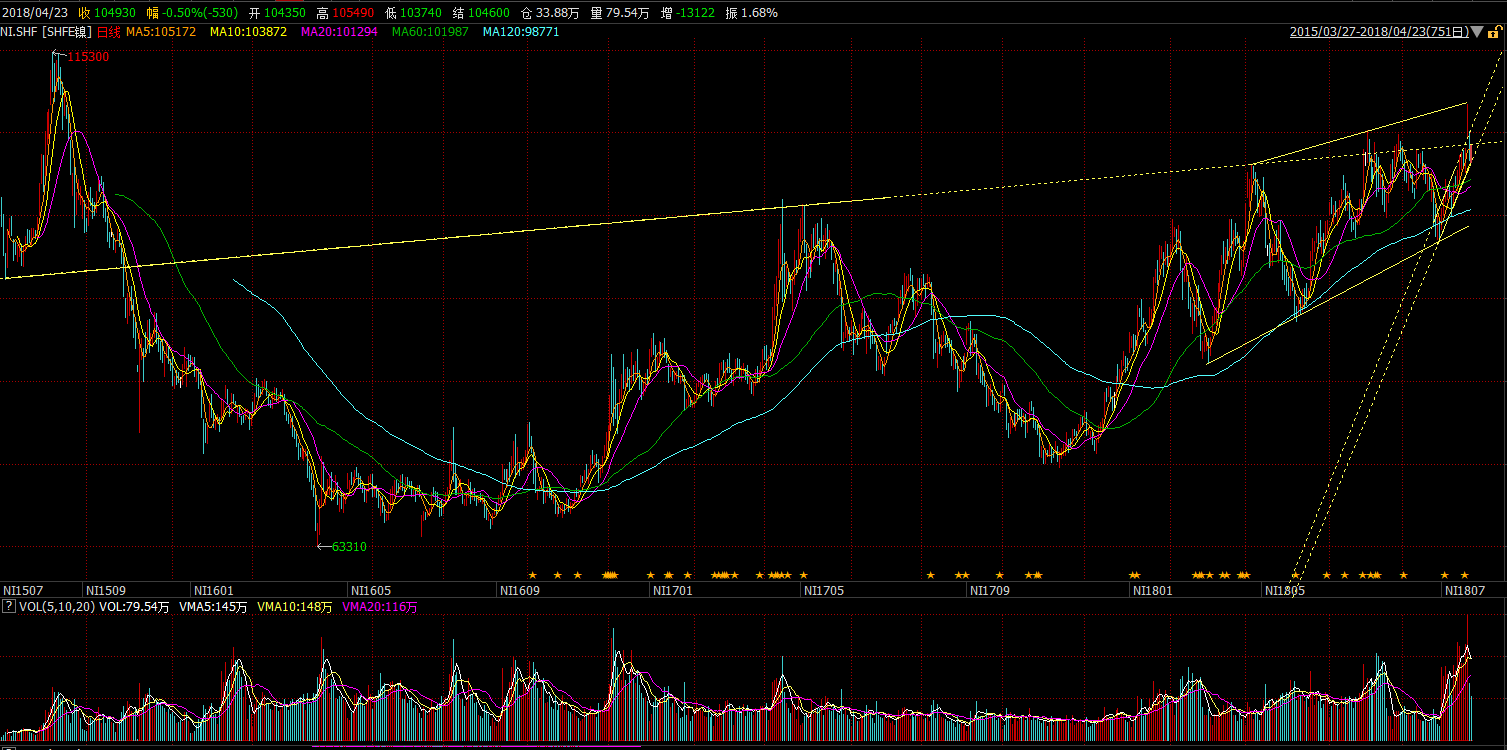 2018/04/23 收 104930 幅 -0.50%(-530) 开 104350 高 105490 低 103740 结 104600 仓 33.88万 量 79.54万 增 -13122 振 1.68%
NI.SHF [SHFE镍] 日线 MA5:105172 MA10:103872 MA20:101294 MA60:101987 MA120:98771 2015/03/27-2018/04/23(751日)
115300
63310
NI1507 NI1509 NI1601 NI1605 NI1609 NI1701 NI1705 NI1709 NI1801 NI1805 NI1807
? VOL(5,10,20) VOL:79.54万 VMA5:145万 VMA10:148万 VMA20:116万